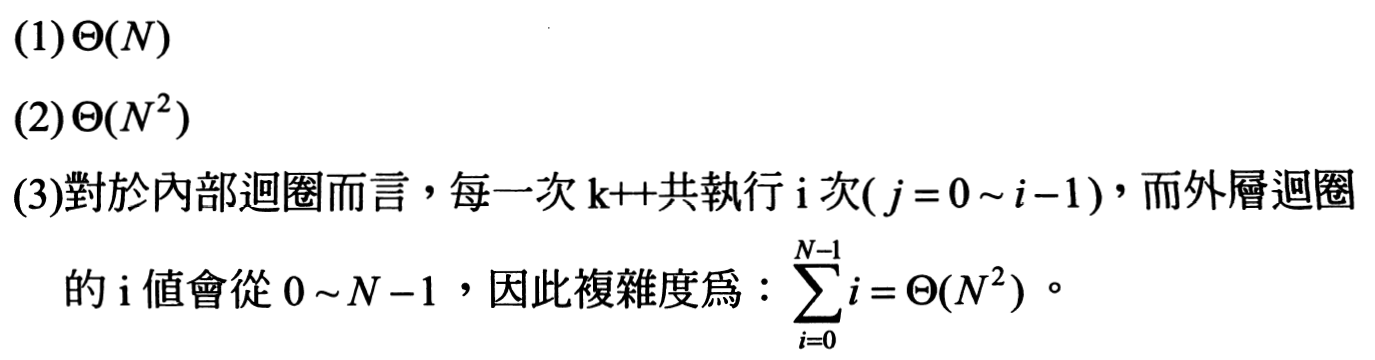 (1) Θ(N)
(2) Θ(N²)
(3)對於內部迴圈而言，每一次 k++共執行 i 次( j = 0 ~ i − 1 )，而外層迴圈
的 i 值會從 0 ~ N − 1，因此複雜度為：∑_{i=0}^{N−1} i = Θ(N²) 。